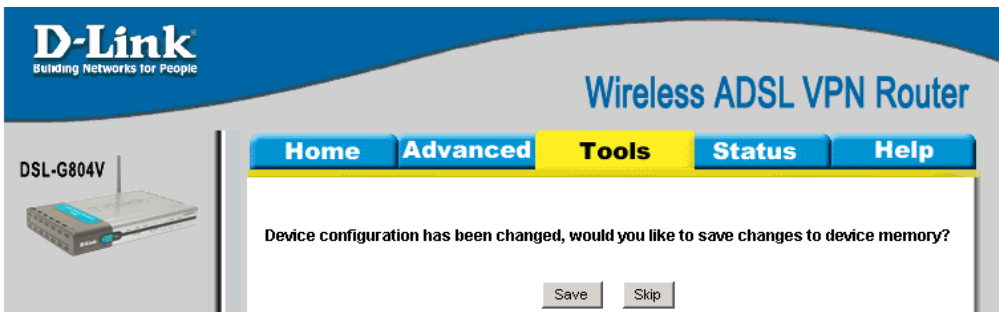 D-Link
Building Networks for People
Wireless ADSL VPN Router
DSL-G804V
Home Advanced Tools Status Help
Device configuration has been changed, would you like to save changes to device memory?
Save Skip